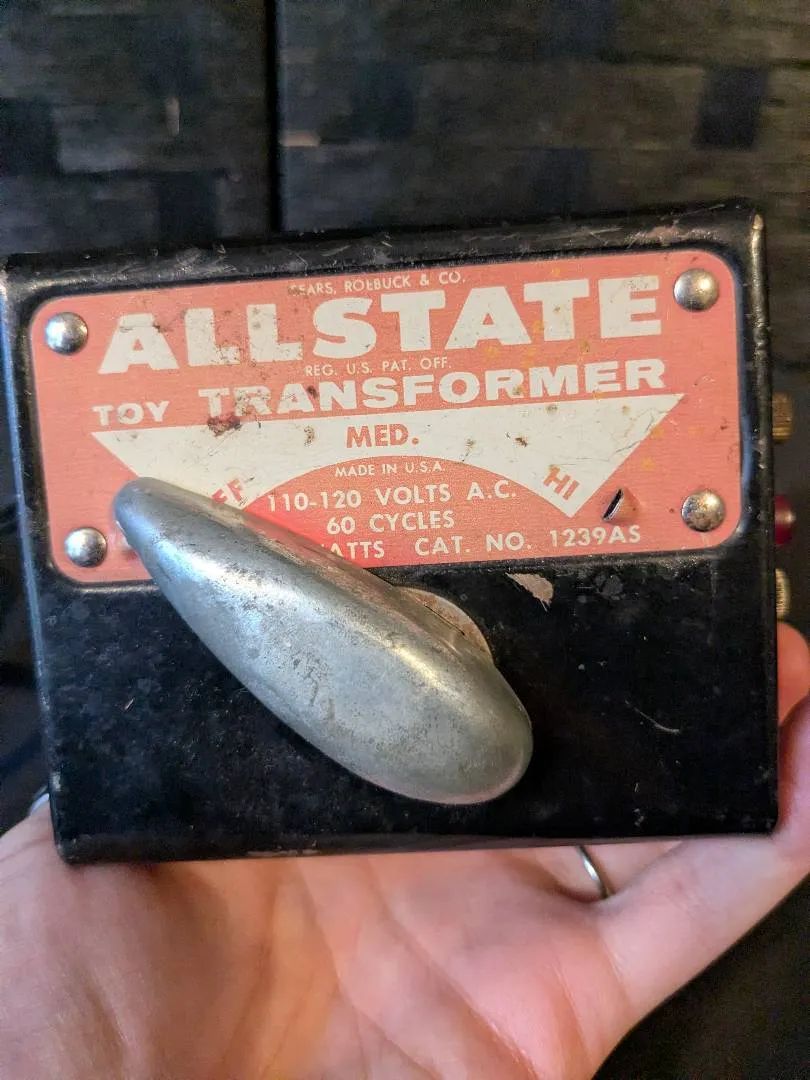 SEARS, ROEBUCK & CO.
ALLSTATE
REG. U.S. PAT. OFF.
TOY TRANSFORMER
MED.
MADE IN U.S.A.
HI
110-120 VOLTS A.C.
60 CYCLES
CAT. NO. 1239AS